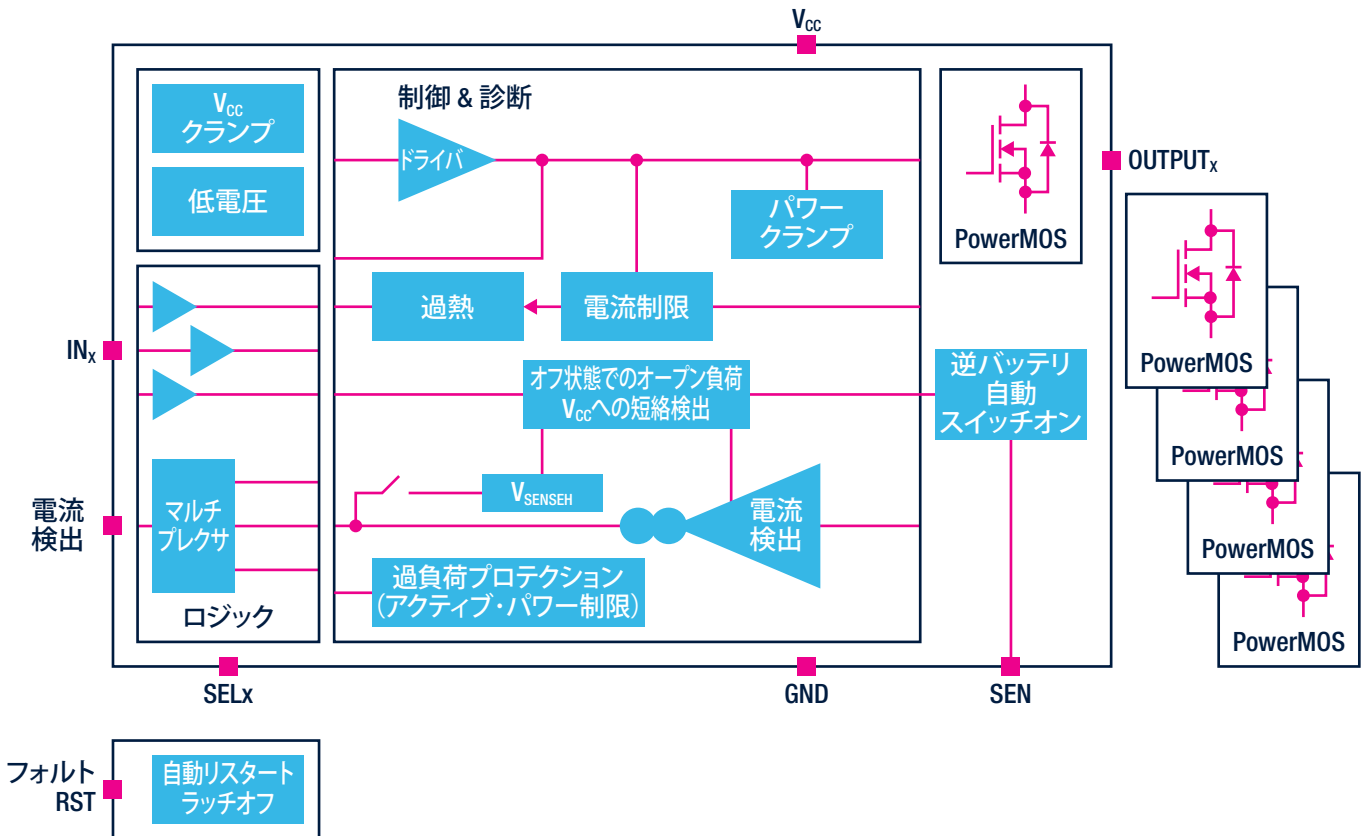 VCC
VCC
クランプ
低電圧
制御 & 診断
ドライバ
パワー
クランプ
PowerMOS
OUTPUTx
過熱
電流制限
INx
オフ状態でのオープン負荷
VCCへの短絡検出
逆バッテリ
自動
スイッチオン
PowerMOS
PowerMOS
PowerMOS
PowerMOS
VSENSEH
電流
検出
マルチ
プレクサ
電流
検出
過負荷プロテクション
(アクティブ・パワー制限)
ロジック
SELx
GND
SEN
フォルト
RST
自動リスタート
ラッチオフ